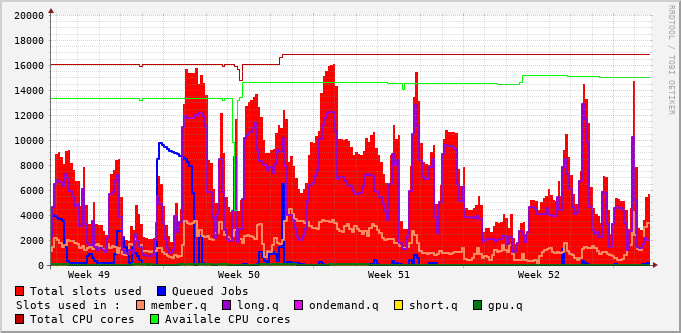 20000
18000
16000
14000
12000
10000
8000
6000
4000
2000
0
Week 49 Week 50 Week 51 Week 52
RRDTOOL / TOBI OETIKER
Total slots used Queued Jobs
Slots used in : member.q long.q ondemand.q short.q gpu.q
Total CPU cores Availale CPU cores